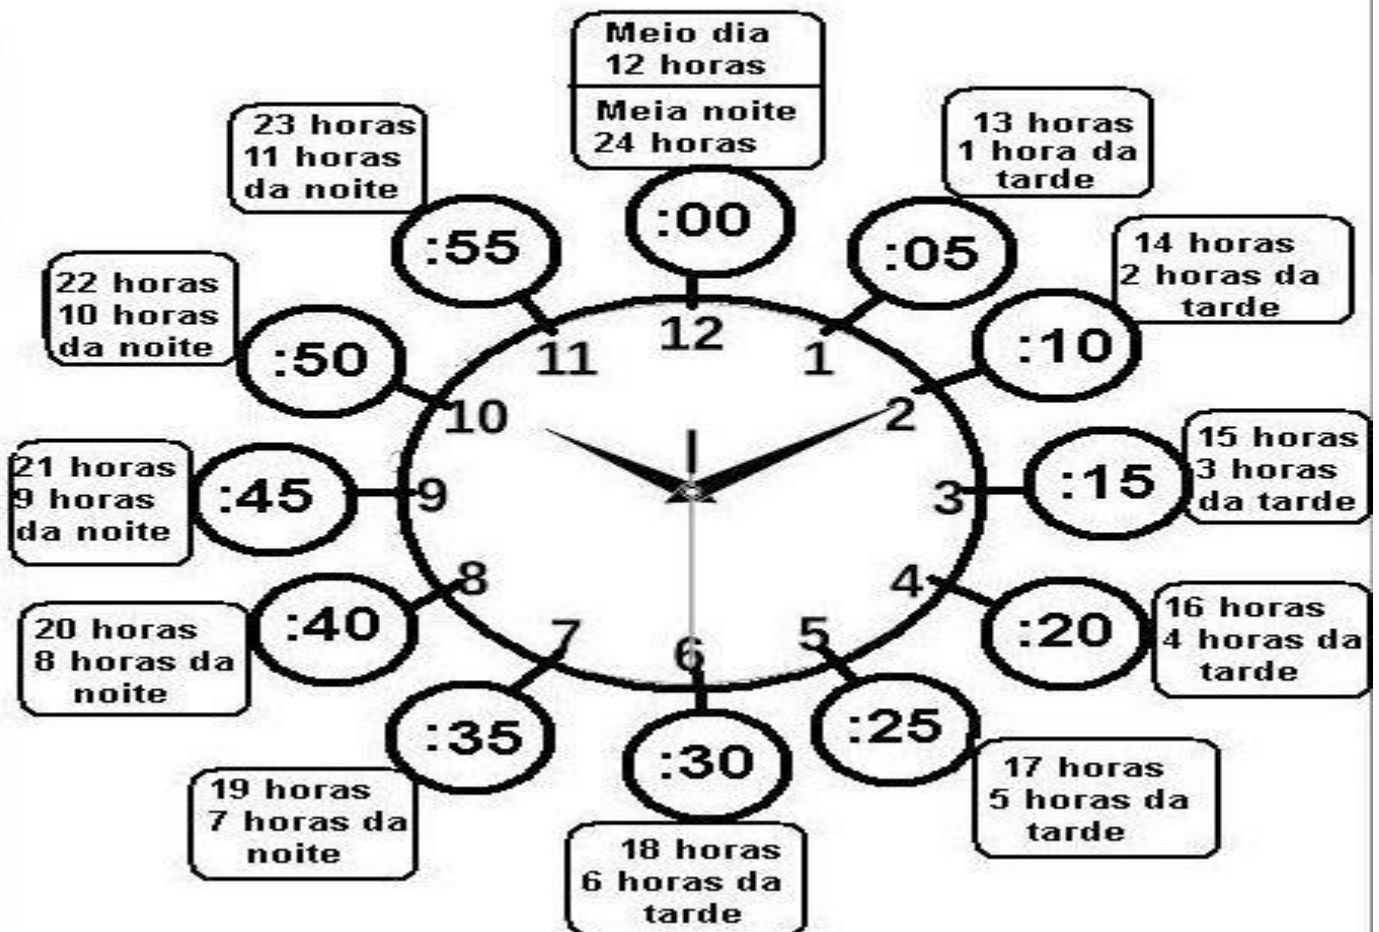 Meio dia
12 horas
Meia noite
24 horas
:00
13 horas
1 hora da
tarde
:05
14 horas
2 horas da
tarde
:10
15 horas
3 horas
da tarde
:15
16 horas
4 horas da
tarde
:20
17 horas
5 horas da
tarde
:25
18 horas
6 horas da
tarde
:30
19 horas
7 horas da
noite
:35
20 horas
8 horas da
noite
:40
21 horas
9 horas
da noite
:45
22 horas
10 horas
da noite
:50
23 horas
11 horas
da noite
:55
12
1
2
3
4
5
6
7
8
9
10
11